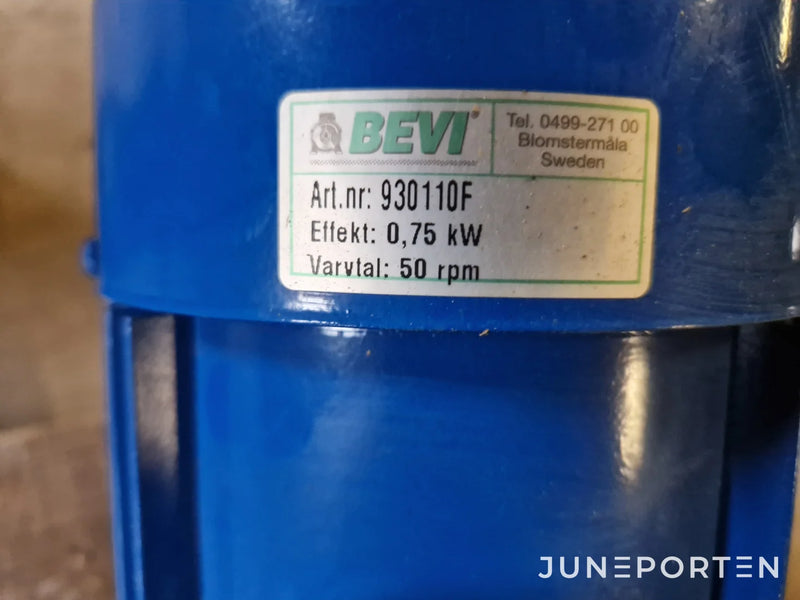 BEVI®
Tel. 0499-271 00
Blomstermåla
Sweden
Art.nr: 930110F
Effekt: 0,75 kW
Varvtal: 50 rpm
JUNEPORTEN